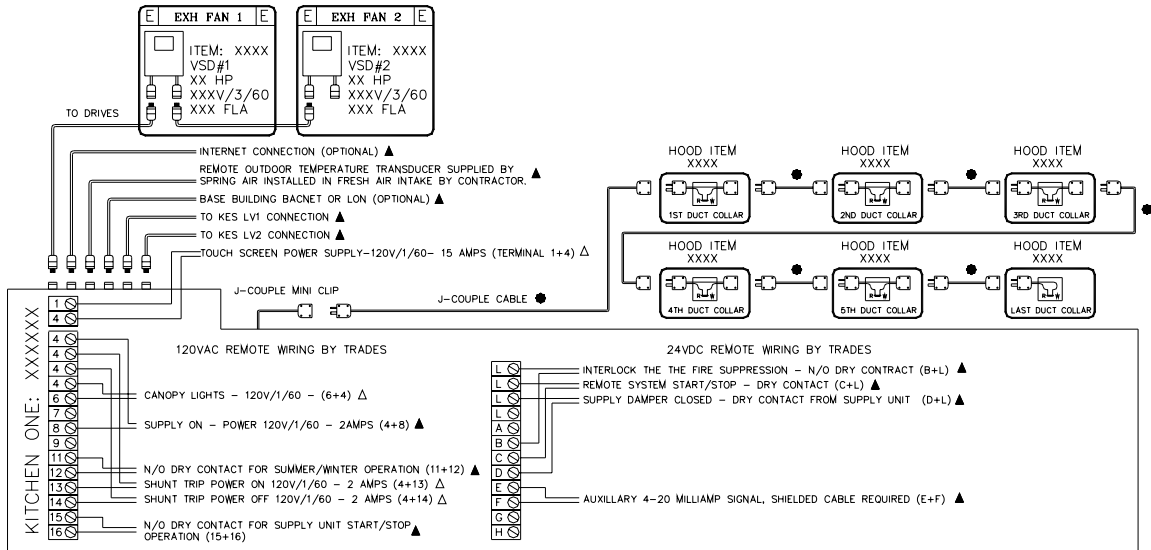 E EXH FAN 1 E
ITEM: XXXX
VSD#1
XX HP
XXXV/3/60
XXX FLA
E EXH FAN 2 E
ITEM: XXXX
VSD#2
XX HP
XXXV/3/60
XXX FLA
TO DRIVES
INTERNET CONNECTION (OPTIONAL)
REMOTE OUTDOOR TEMPERATURE TRANSDUCER SUPPLIED BY
SPRING AIR INSTALLED IN FRESH AIR INTAKE BY CONTRACTOR.
BASE BUILDING BACNET OR LON (OPTIONAL)
TO KES LV1 CONNECTION
TO KES LV2 CONNECTION
TOUCH SCREEN POWER SUPPLY-120V/1/60- 15 AMPS (TERMINAL 1+4)
HOOD ITEM
XXXX
R W
1ST DUCT COLLAR
HOOD ITEM
XXXX
R W
2ND DUCT COLLAR
HOOD ITEM
XXXX
R W
3RD DUCT COLLAR
HOOD ITEM
XXXX
R W
4TH DUCT COLLAR
HOOD ITEM
XXXX
R W
5TH DUCT COLLAR
HOOD ITEM
XXXX
R W
LAST DUCT COLLAR
J-COUPLE MINI CLIP
J-COUPLE CABLE
KITCHEN ONE: XXXXXX
1
4
4
4
4
4
6
7
8
9
11
12
13
14
15
16
120VAC REMOTE WIRING BY TRADES
CANOPY LIGHTS - 120V/1/60 - (6+4)
SUPPLY ON - POWER 120V/1/60 - 2AMPS (4+8)
N/O DRY CONTACT FOR SUMMER/WINTER OPERATION (11+12)
SHUNT TRIP POWER ON 120V/1/60 - 2 AMPS (4+13)
SHUNT TRIP POWER OFF 120V/1/60 - 2 AMPS (4+14)
N/O DRY CONTACT FOR SUPPLY UNIT START/STOP
OPERATION (15+16)
24VDC REMOTE WIRING BY TRADES
L
L
L
L
A
B
C
D
E
F
G
H
INTERLOCK THE THE FIRE SUPPRESSION - N/O DRY CONTRACT (B+L)
REMOTE SYSTEM START/STOP - DRY CONTACT (C+L)
SUPPLY DAMPER CLOSED - DRY CONTACT FROM SUPPLY UNIT (D+L)
AUXILLARY 4-20 MILLIAMP SIGNAL, SHIELDED CABLE REQUIRED (E+F)